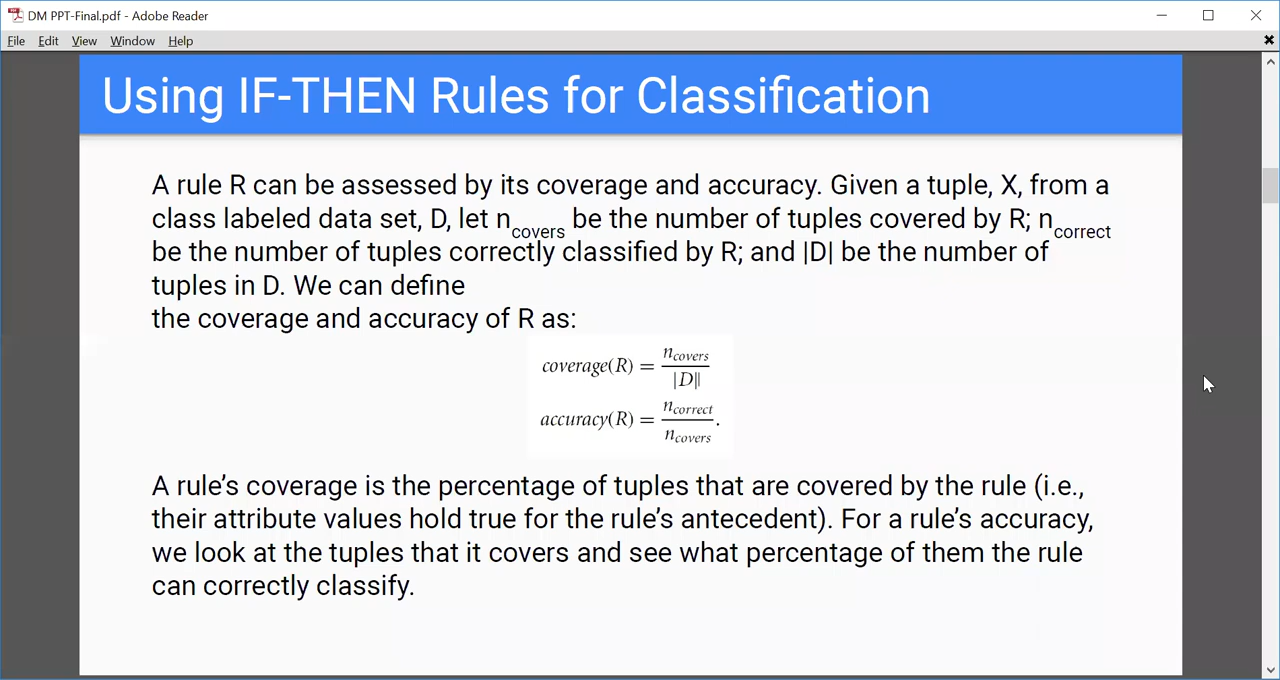 DM PPT-Final.pdf - Adobe Reader
File Edit View Window Help
Using IF-THEN Rules for Classification
A rule R can be assessed by its coverage and accuracy. Given a tuple, X, from a
class labeled data set, D, let n_covers be the number of tuples covered by R; n_correct
be the number of tuples correctly classified by R; and |D| be the number of
tuples in D. We can define
the coverage and accuracy of R as:
coverage(R) = n_covers / |D||
accuracy(R) = n_correct / n_covers.
A rule’s coverage is the percentage of tuples that are covered by the rule (i.e.,
their attribute values hold true for the rule’s antecedent). For a rule’s accuracy,
we look at the tuples that it covers and see what percentage of them the rule
can correctly classify.